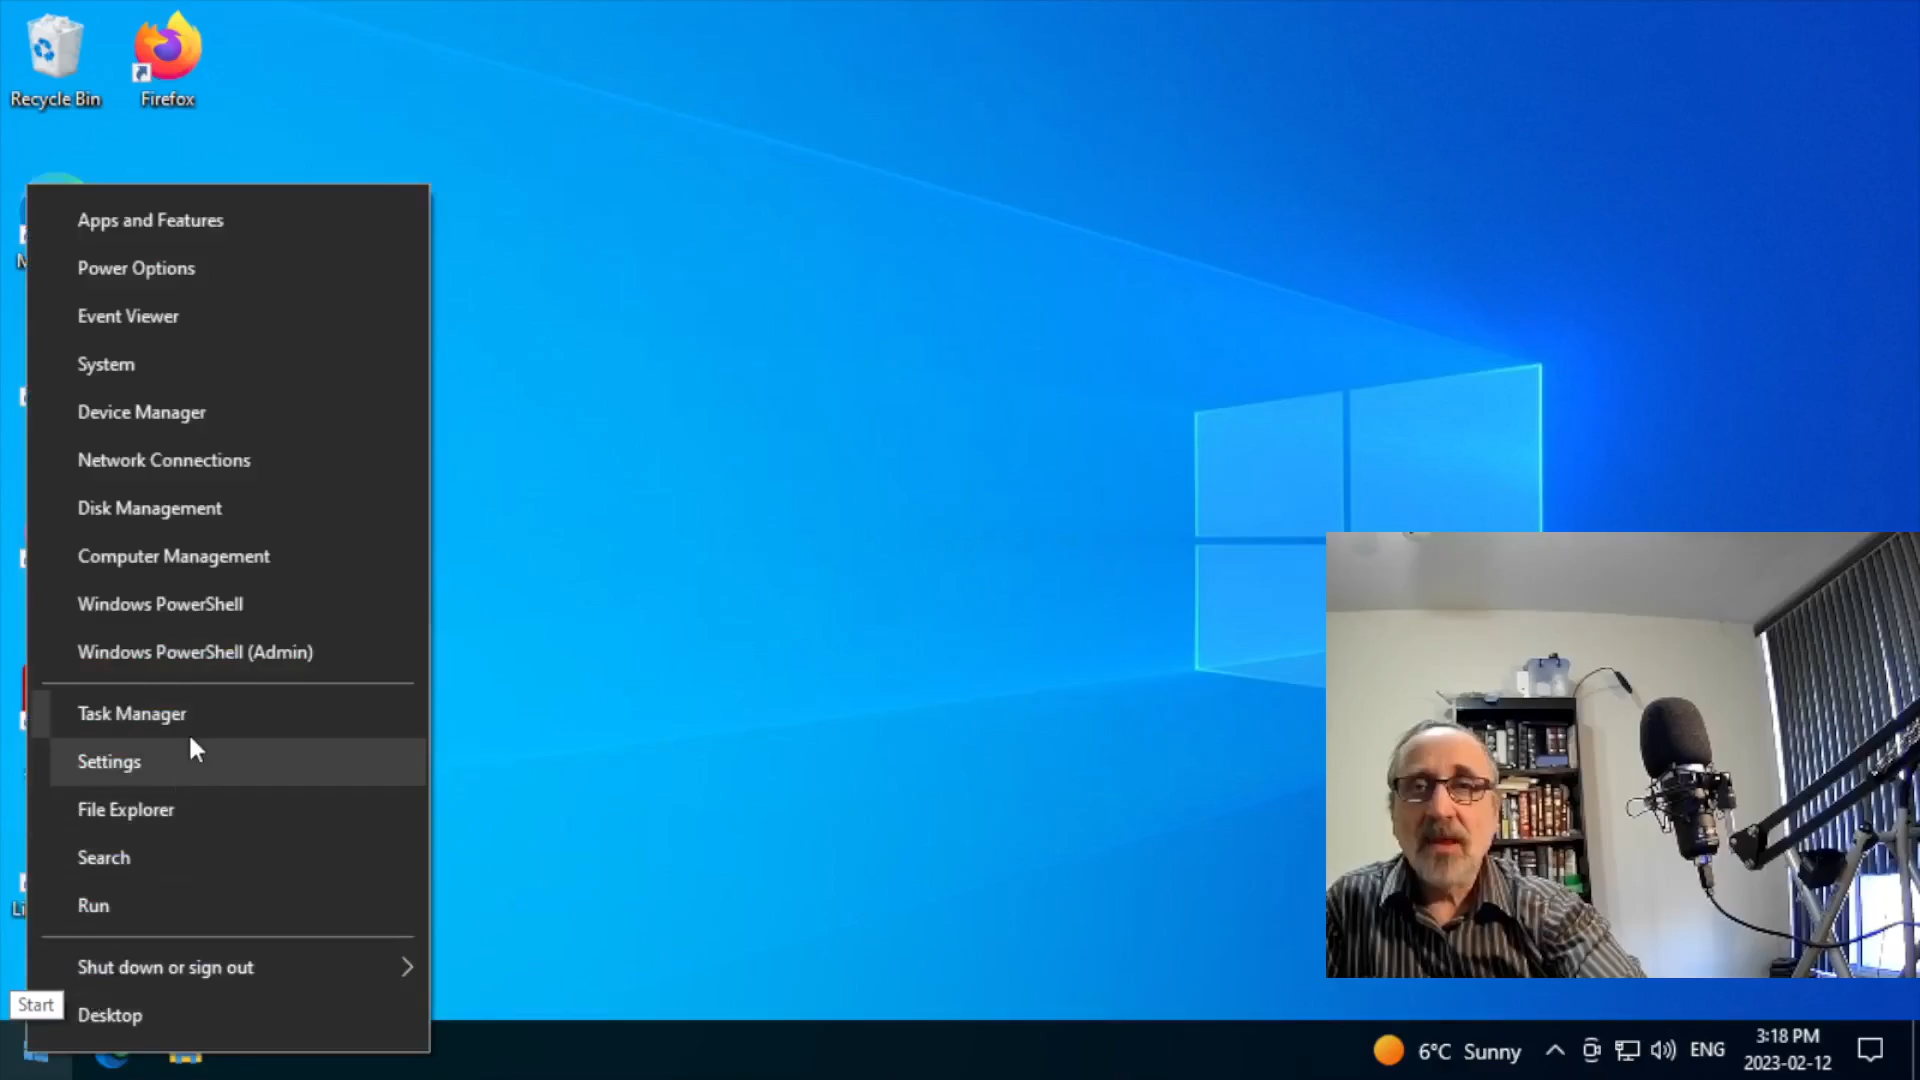 Recycle Bin
Firefox
Apps and Features
Power Options
Event Viewer
System
Device Manager
Network Connections
Disk Management
Computer Management
Windows PowerShell
Windows PowerShell (Admin)
Task Manager
Settings
File Explorer
Search
Run
Shut down or sign out
Start
Desktop
6°C Sunny
ENG
3:18 PM
2023-02-12